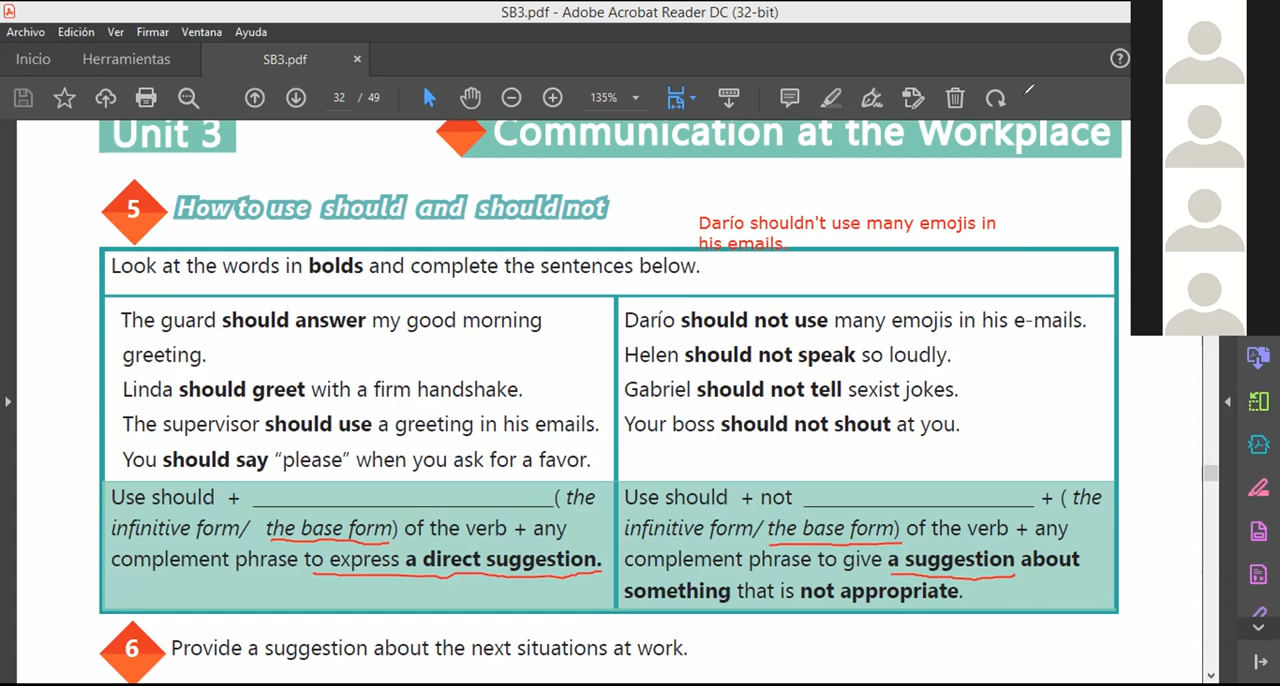 SB3.pdf - Adobe Acrobat Reader DC (32-bit)
Archivo Edición Ver Firmar Ventana Ayuda
Inicio Herramientas SB3.pdf × ?
32 / 49 135%
Unit 3 Communication at the Workplace
5 How to use should and should not
Darío shouldn't use many emojis in
his emails.
Look at the words in bolds and complete the sentences below.
The guard should answer my good morning
greeting.
Linda should greet with a firm handshake.
The supervisor should use a greeting in his emails.
You should say “please” when you ask for a favor.
Darío should not use many emojis in his e-mails.
Helen should not speak so loudly.
Gabriel should not tell sexist jokes.
Your boss should not shout at you.
Use should + ____________________________ ( the
infinitive form/ the base form) of the verb + any
complement phrase to express a direct suggestion.
Use should + not _____________________ + ( the
infinitive form/ the base form) of the verb + any
complement phrase to give a suggestion about
something that is not appropriate.
6 Provide a suggestion about the next situations at work.